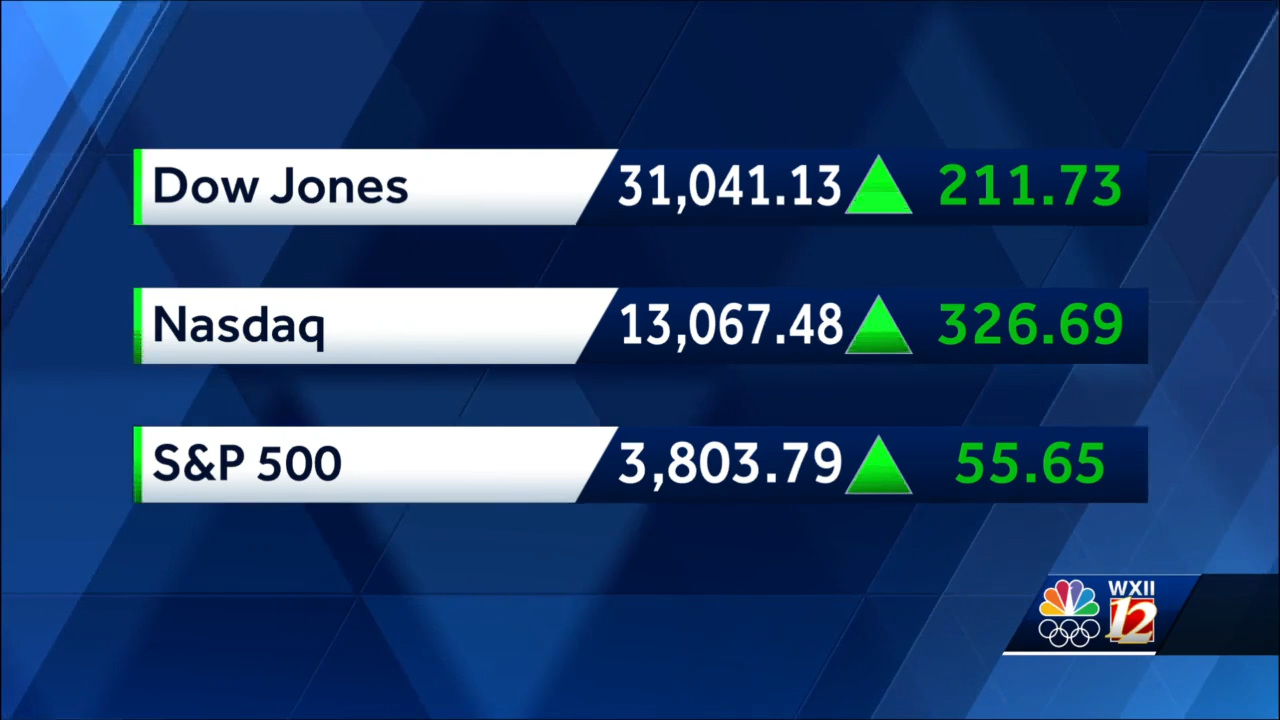 Dow Jones 31,041.13 211.73
Nasdaq 13,067.48 326.69
S&P 500 3,803.79 55.65
WXII
12